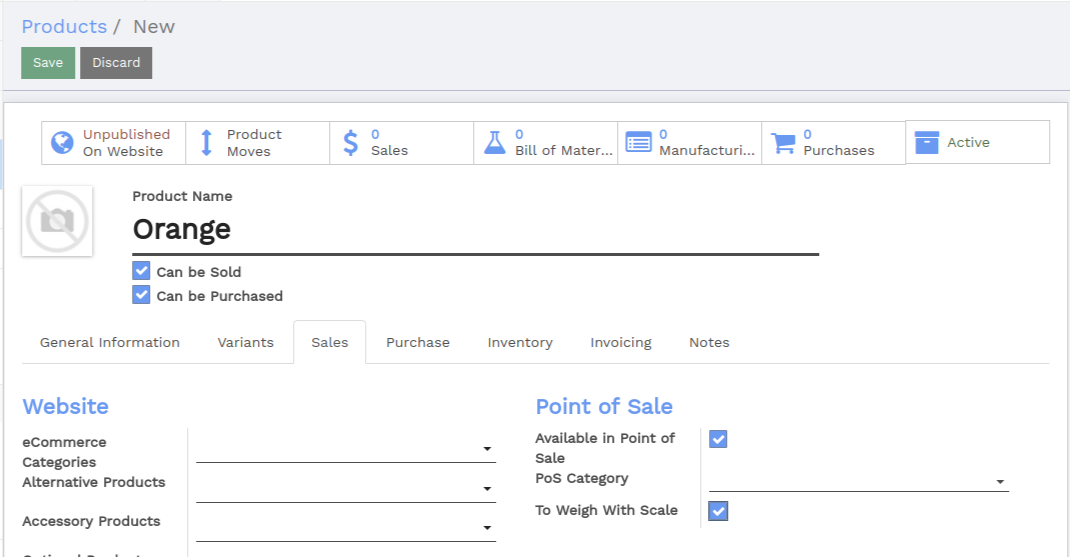 Products / New
Save Discard
Unpublished
On Website
Product
Moves
0
Sales
0
Bill of Mater...
0
Manufacturi...
0
Purchases
Active
Product Name
Orange
Can be Sold
Can be Purchased
General Information Variants Sales Purchase Inventory Invoicing Notes
Website
eCommerce
Categories
Alternative Products
Accessory Products
Point of Sale
Available in Point of
Sale
PoS Category
To Weigh With Scale